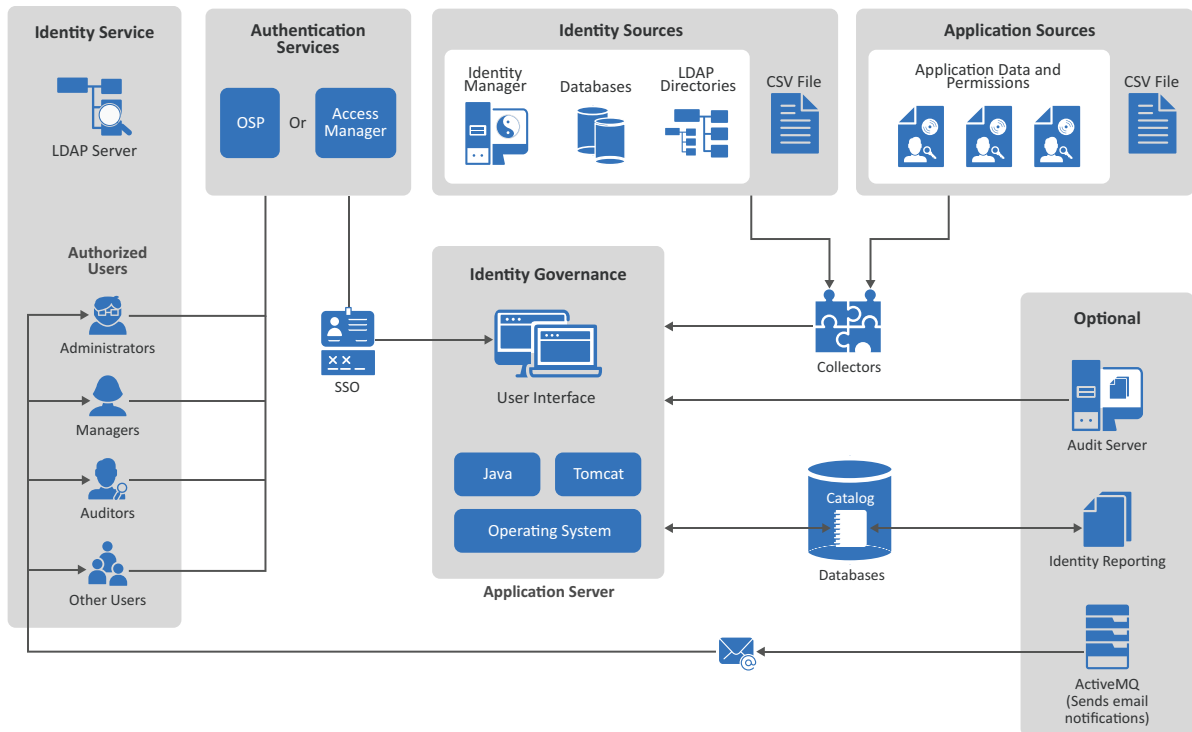 Identity Service
LDAP Server
Authorized
Users
Administrators
Managers
Auditors
Other Users
Authentication
Services
OSP
Or
Access
Manager
SSO
Identity Sources
Identity
Manager
Databases
LDAP
Directories
CSV File
Application Sources
Application Data and
Permissions
CSV File
Identity Governance
User Interface
Java
Tomcat
Operating System
Application Server
Collectors
Catalog
Databases
@
Optional
Audit Server
Identity Reporting
ActiveMQ
(Sends email
notifications)